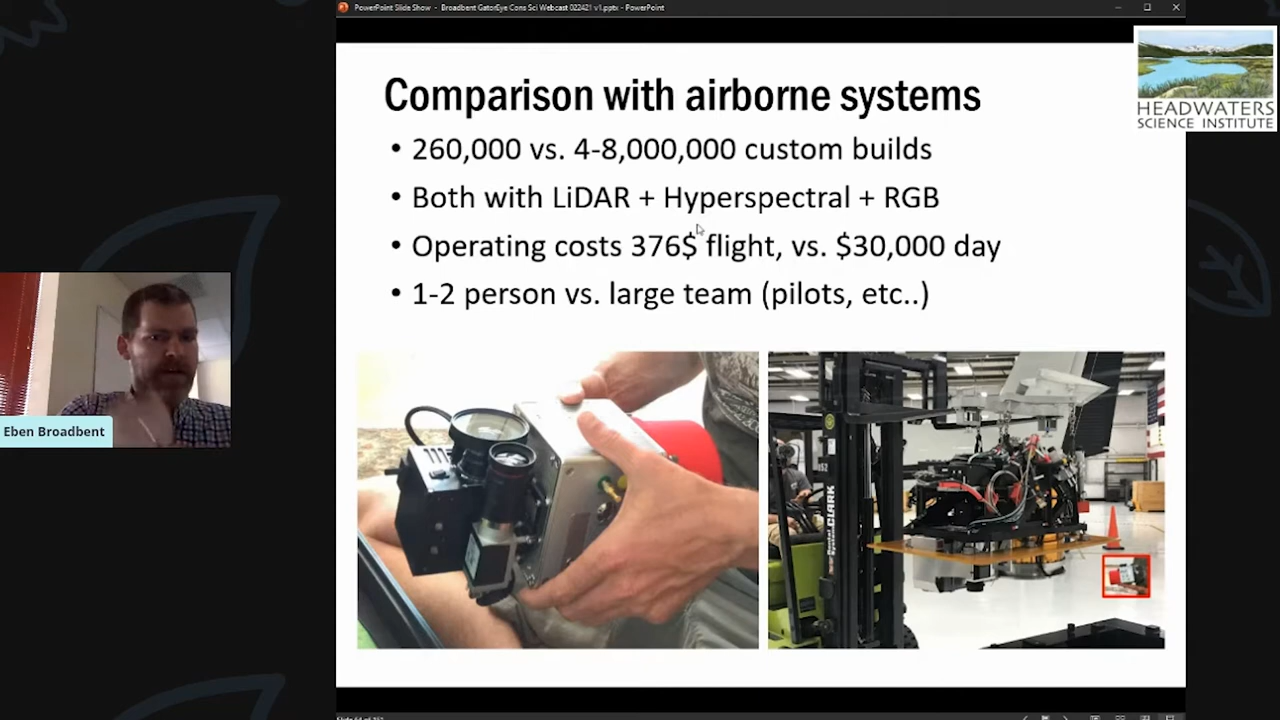 PowerPoint Slide Show - Broadbent GatorEye Cons Sci Webcast 022421 v1.pptx - PowerPoint
HEADWATERS
SCIENCE INSTITUTE
Comparison with airborne systems
• 260,000 vs. 4-8,000,000 custom builds
• Both with LiDAR + Hyperspectral + RGB
• Operating costs 376$ flight, vs. $30,000 day
• 1-2 person vs. large team (pilots, etc..)
Eben Broadbent
CLARK